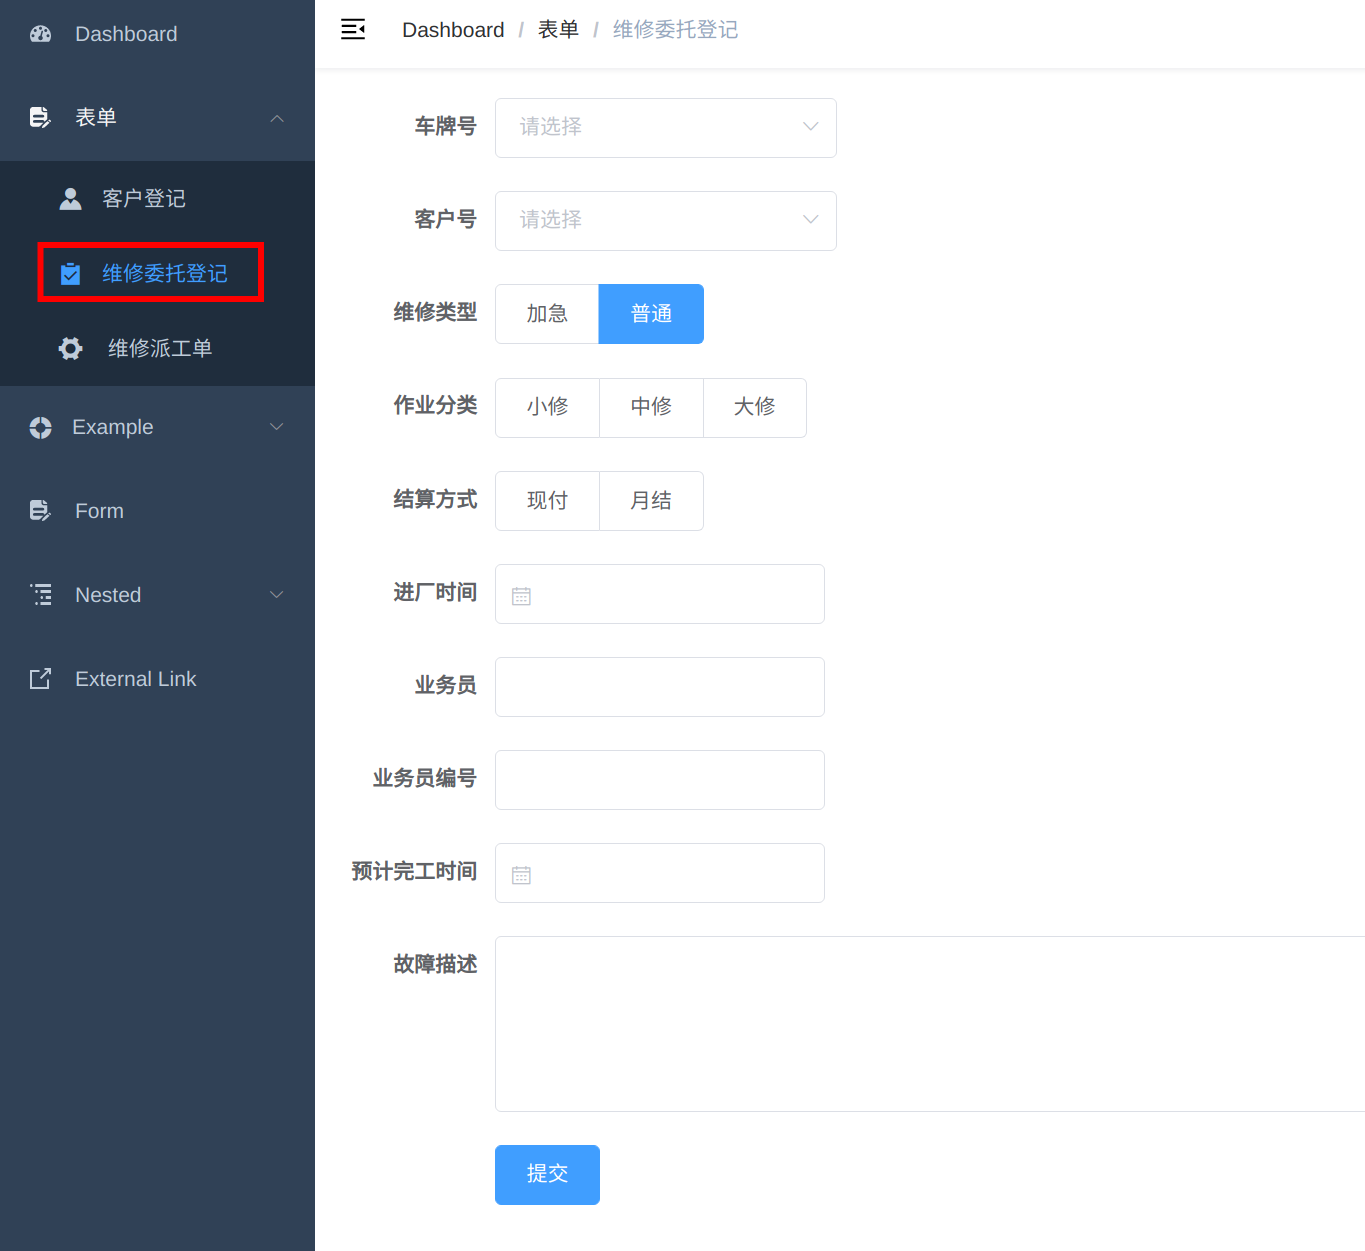 Dashboard
表单
客户登记
维修委托登记
维修派工单
Example
Form
Nested
External Link
Dashboard / 表单 / 维修委托登记
车牌号 请选择
客户号 请选择
维修类型 加急 普通
作业分类 小修 中修 大修
结算方式 现付 月结
进厂时间
业务员
业务员编号
预计完工时间
故障描述
提交